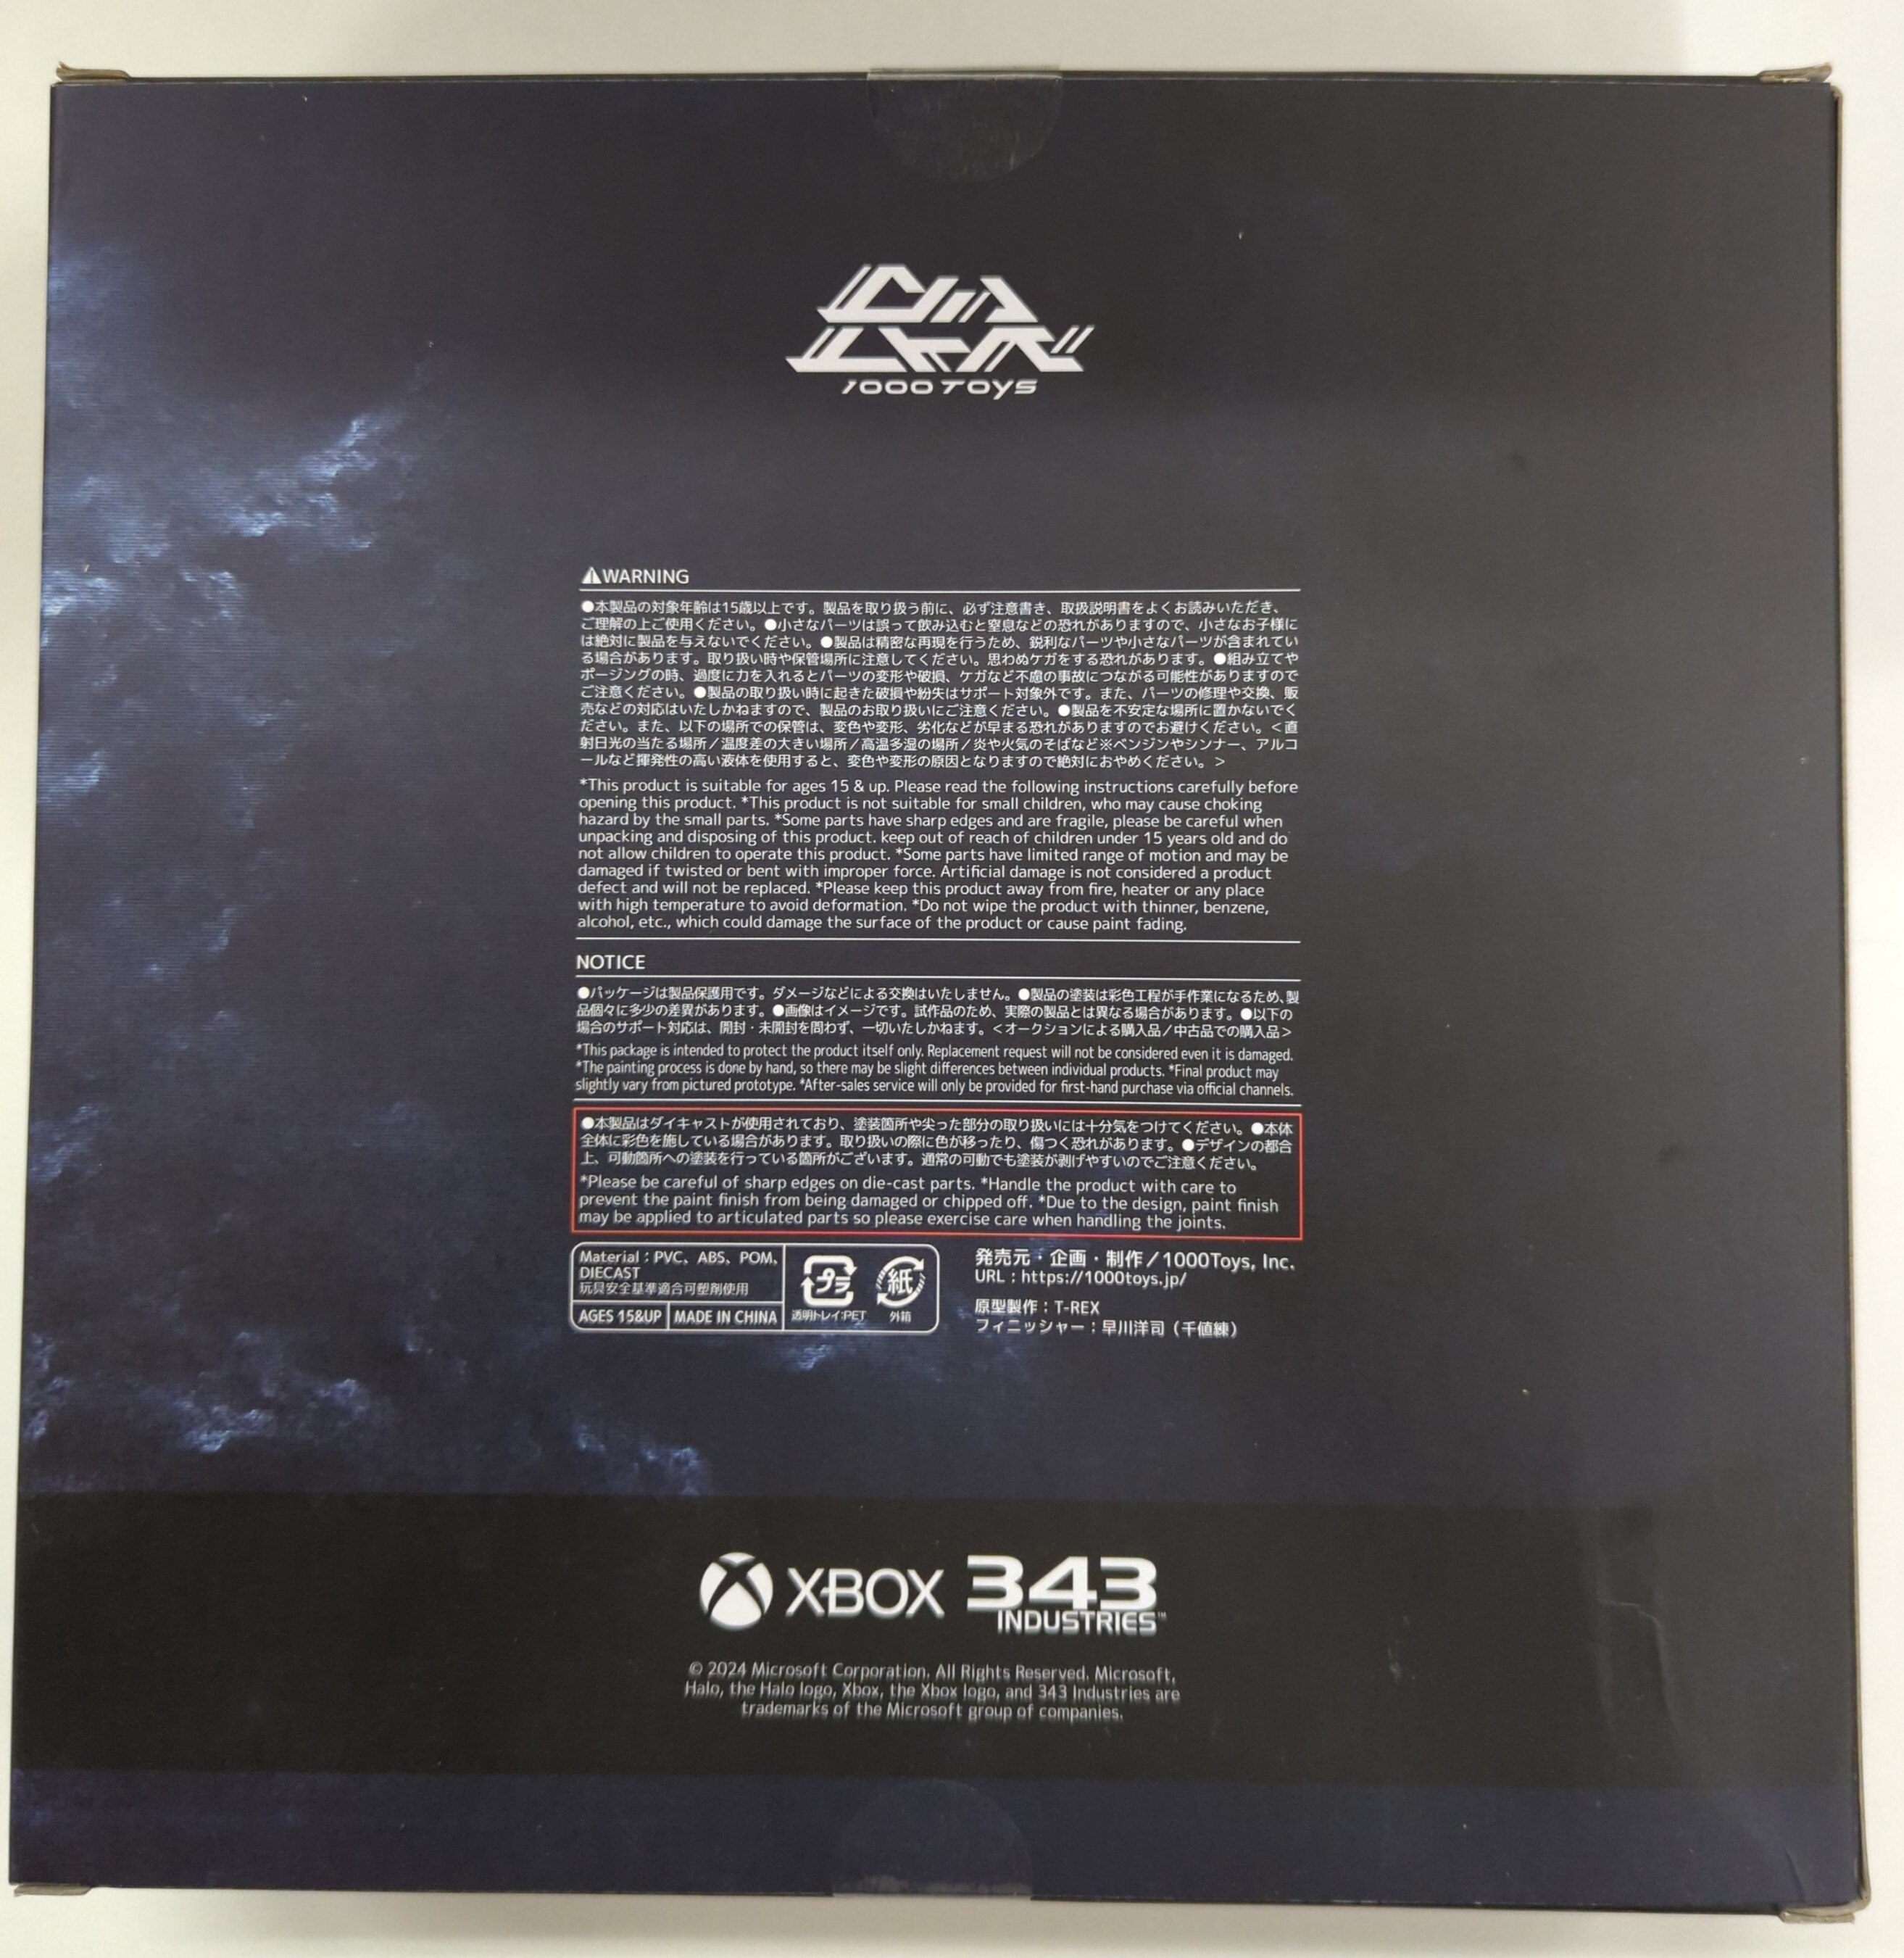 1000 TOYS
⚠WARNING
●本製品の対象年齢は15歳以上です。製品を取り扱う前に、必ず注意書き、取扱説明書をよくお読みいただき、
ご理解の上ご使用ください。●小さなパーツは誤って飲み込むと窒息などの恐れがありますので、小さなお子様に
は絶対に製品を与えないでください。●製品は精密な再現を行うため、鋭利なパーツや小さなパーツが含まれてい
る場合があります。取り扱い時や保管場所に注意してください。思わぬケガをする恐れがあります。●組み立てや
ポージングの時、過度に力を入れるとパーツの変形や破損、ケガなど不慮の事故につながる可能性がありますので
ご注意ください。●製品の取り扱い時に起きた破損や紛失はサポート対象外です。また、パーツの修理や交換、販
売などの対応はいたしかねますので、製品のお取り扱いにご注意ください。●製品を不安定な場所に置かないでく
ださい。また、以下の場所での保管は、変色や変形、劣化などが早まる恐れがありますのでお避けください。＜直
射日光の当たる場所／温度差の大きい場所／高温多湿の場所／炎や火気のそばなど※ベンジンやシンナー、アルコ
ールなど揮発性の高い液体を使用すると、変色や変形の原因となりますので絶対におやめください。＞
*This product is suitable for ages 15 & up. Please read the following instructions carefully before
opening this product. *This product is not suitable for small children, who may cause choking
hazard by the small parts. *Some parts have sharp edges and are fragile, please be careful when
unpacking and disposing of this product. keep out of reach of children under 15 years old and do
not allow children to operate this product. *Some parts have limited range of motion and may be
damaged if twisted or bent with improper force. Artificial damage is not considered a product
defect and will not be replaced. *Please keep this product away from fire, heater or any place
with high temperature to avoid deformation. *Do not wipe the product with thinner, benzene,
alcohol, etc., which could damage the surface of the product or cause paint fading.
NOTICE
●パッケージは製品保護用です。ダメージなどによる交換はいたしません。●製品の塗装は彩色工程が手作業になるため、製
品個々に多少の差異があります。●画像はイメージです。試作品のため、実際の製品とは異なる場合があります。●以下の
場合のサポート対応は、開封・未開封を問わず、一切いたしかねます。＜オークションによる購入品／中古品での購入品＞
*This package is intended to protect the product itself only. Replacement request will not be considered even it is damaged.
*The painting process is done by hand, so there may be slight differences between individual products. *Final product may
slightly vary from pictured prototype. *After-sales service will only be provided for first-hand purchase via official channels.
●本製品はダイキャストが使用されており、塗装箇所や尖った部分の取り扱いには十分気をつけてください。●本体
全体に彩色を施している場合があります。取り扱いの際に色が移ったり、傷つく恐れがあります。●デザインの都合
上、可動箇所への塗装を行っている箇所がございます。通常の可動でも塗装が剥げやすいのでご注意ください。
*Please be careful of sharp edges on die-cast parts. *Handle the product with care to
prevent the paint finish from being damaged or chipped off. *Due to the design, paint finish
may be applied to articulated parts so please exercise care when handling the joints.
Material：PVC、ABS、POM、
DIECAST
玩具安全基準適合可塑剤使用
AGES 15&UP
MADE IN CHINA
プラ
透明トレイ:PET
紙
外箱
発売元・企画・制作／1000Toys, Inc.
URL：https://1000toys.jp/
原型製作：T-REX
フィニッシャー：早川洋司（千値練）
XBOX
343
INDUSTRIES™
© 2024 Microsoft Corporation. All Rights Reserved. Microsoft,
Halo, the Halo logo, Xbox, the Xbox logo, and 343 Industries are
trademarks of the Microsoft group of companies.